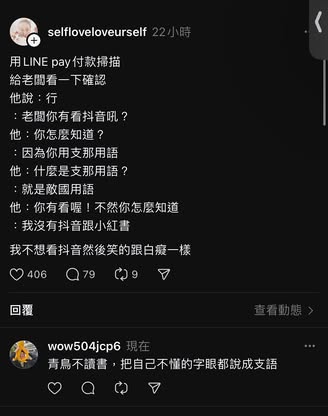 selfloveloveurself 22小時
用LINE pay付款掃描
給老闆看一下確認
他說：行
：老闆你有看抖音吼？
他：你怎麼知道？
：因為你用支那用語
他：什麼是支那用語？
：就是敵國用語
他：你有看喔！不然你怎麼知道
：我沒有抖音跟小紅書
我不想看抖音然後笑的跟白癡一樣
406 79 9
回覆 查看動態
wow504jcp6 現在
青鳥不讀書，把自己不懂的字眼都說成支語